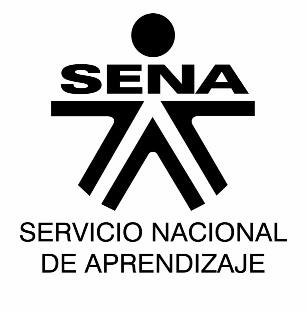 SENA
SERVICIO NACIONAL
DE APRENDIZAJE